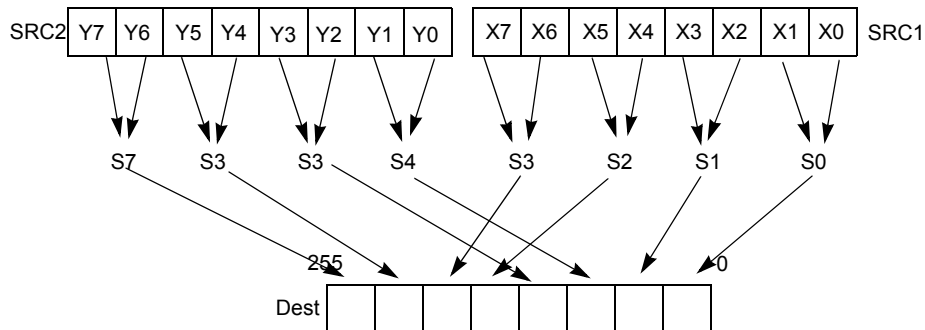 SRC2 Y7 Y6 Y5 Y4 Y3 Y2 Y1 Y0 X7 X6 X5 X4 X3 X2 X1 X0 SRC1
S7 S3 S3 S4 S3 S2 S1 S0
255 0
Dest